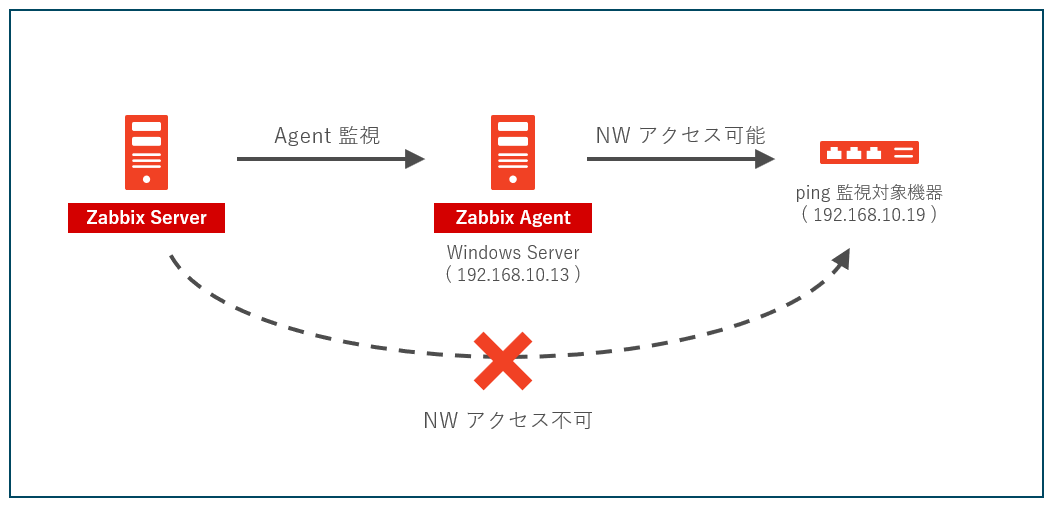 Agent 監視
NW アクセス可能
Zabbix Server
Zabbix Agent
Windows Server
( 192.168.10.13 )
ping 監視対象機器
( 192.168.10.19 )
NW アクセス不可